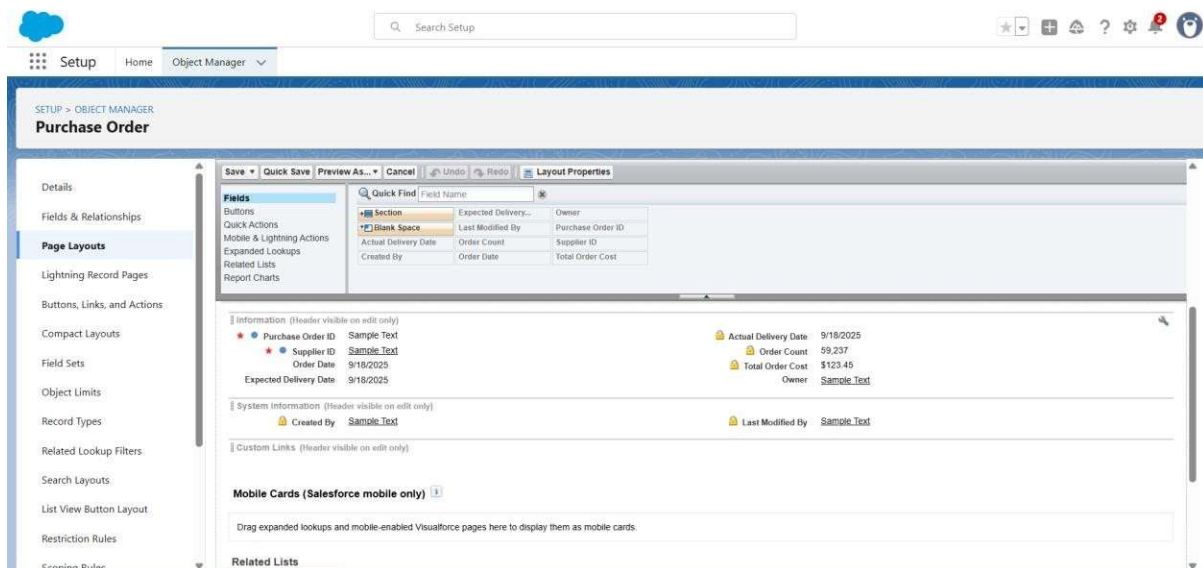 Search Setup
2
Setup Home Object Manager
SETUP > OBJECT MANAGER
Purchase Order
Details
Fields & Relationships
Page Layouts
Lightning Record Pages
Buttons, Links, and Actions
Compact Layouts
Field Sets
Object Limits
Record Types
Related Lookup Filters
Search Layouts
List View Button Layout
Restriction Rules
Scoping Rules
Save Quick Save Preview As... Cancel Undo Redo Layout Properties
Fields
Buttons
Quick Actions
Mobile & Lightning Actions
Expanded Lookups
Related Lists
Report Charts
Quick Find Field Name
Section Expected Delivery... Owner
Blank Space Last Modified By Purchase Order ID
Actual Delivery Date Order Count Supplier ID
Created By Order Date Total Order Cost
Information (Header visible on edit only)
Purchase Order ID Sample Text Actual Delivery Date 9/18/2025
Supplier ID Sample Text Order Count 59,237
Order Date 9/18/2025 Total Order Cost $123.45
Expected Delivery Date 9/18/2025 Owner Sample Text
System Information (Header visible on edit only)
Created By Sample Text Last Modified By Sample Text
Custom Links (Header visible on edit only)
Mobile Cards (Salesforce mobile only) i
Drag expanded lookups and mobile-enabled Visualforce pages here to display them as mobile cards.
Related Lists